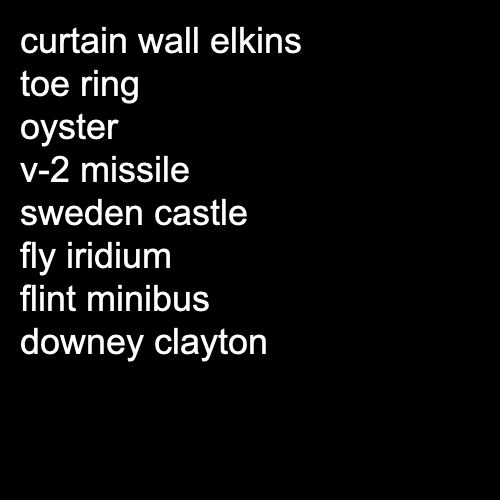 curtain wall elkins
toe ring
oyster
v-2 missile
sweden castle
fly iridium
flint minibus
downey clayton